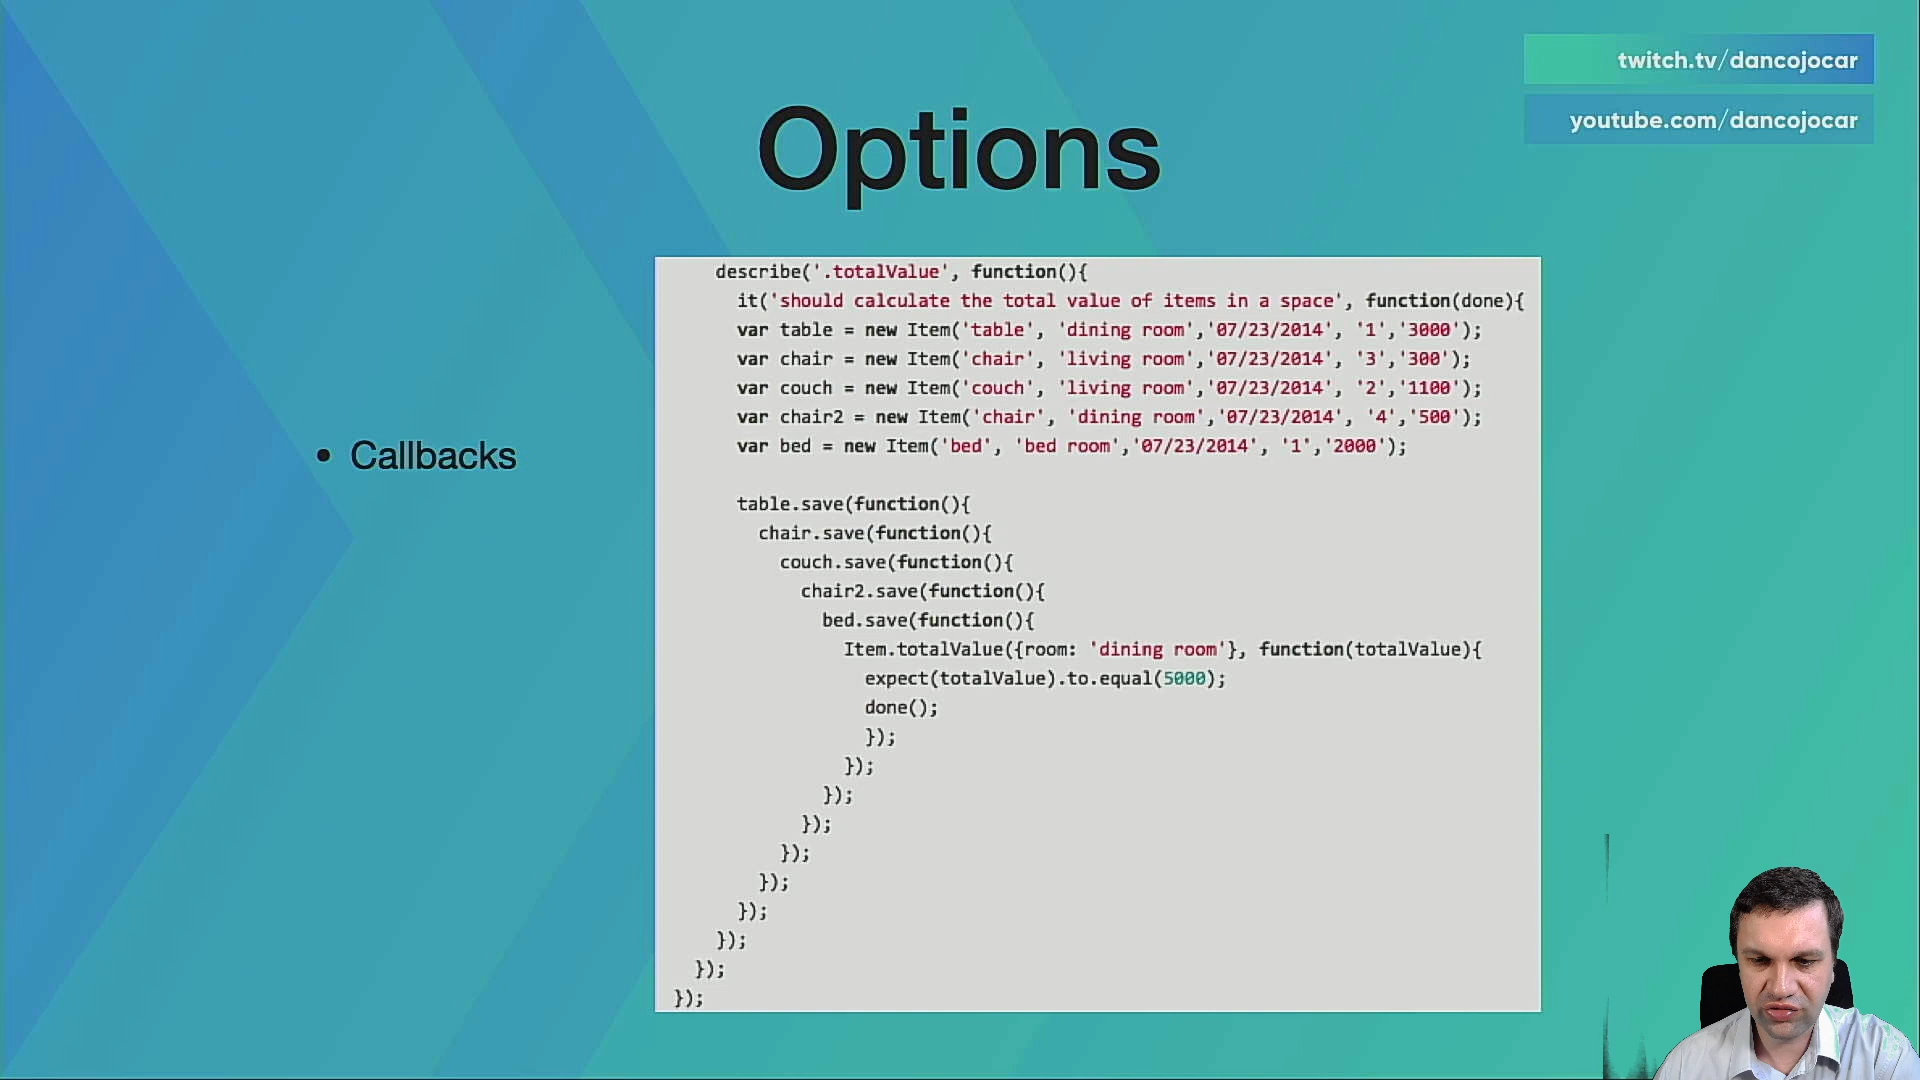 twitch.tv/dancojocar
youtube.com/dancojocar
Options
• Callbacks
describe('.totalValue', function(){
it('should calculate the total value of items in a space', function(done){
var table = new Item('table', 'dining room','07/23/2014', '1','3000');
var chair = new Item('chair', 'living room','07/23/2014', '3','300');
var couch = new Item('couch', 'living room','07/23/2014', '2','1100');
var chair2 = new Item('chair', 'dining room','07/23/2014', '4','500');
var bed = new Item('bed', 'bed room','07/23/2014', '1','2000');
table.save(function(){
chair.save(function(){
couch.save(function(){
chair2.save(function(){
bed.save(function(){
Item.totalValue({room: 'dining room'}, function(totalValue){
expect(totalValue).to.equal(5000);
done();
});
});
});
});
});
});
});
});
});
});